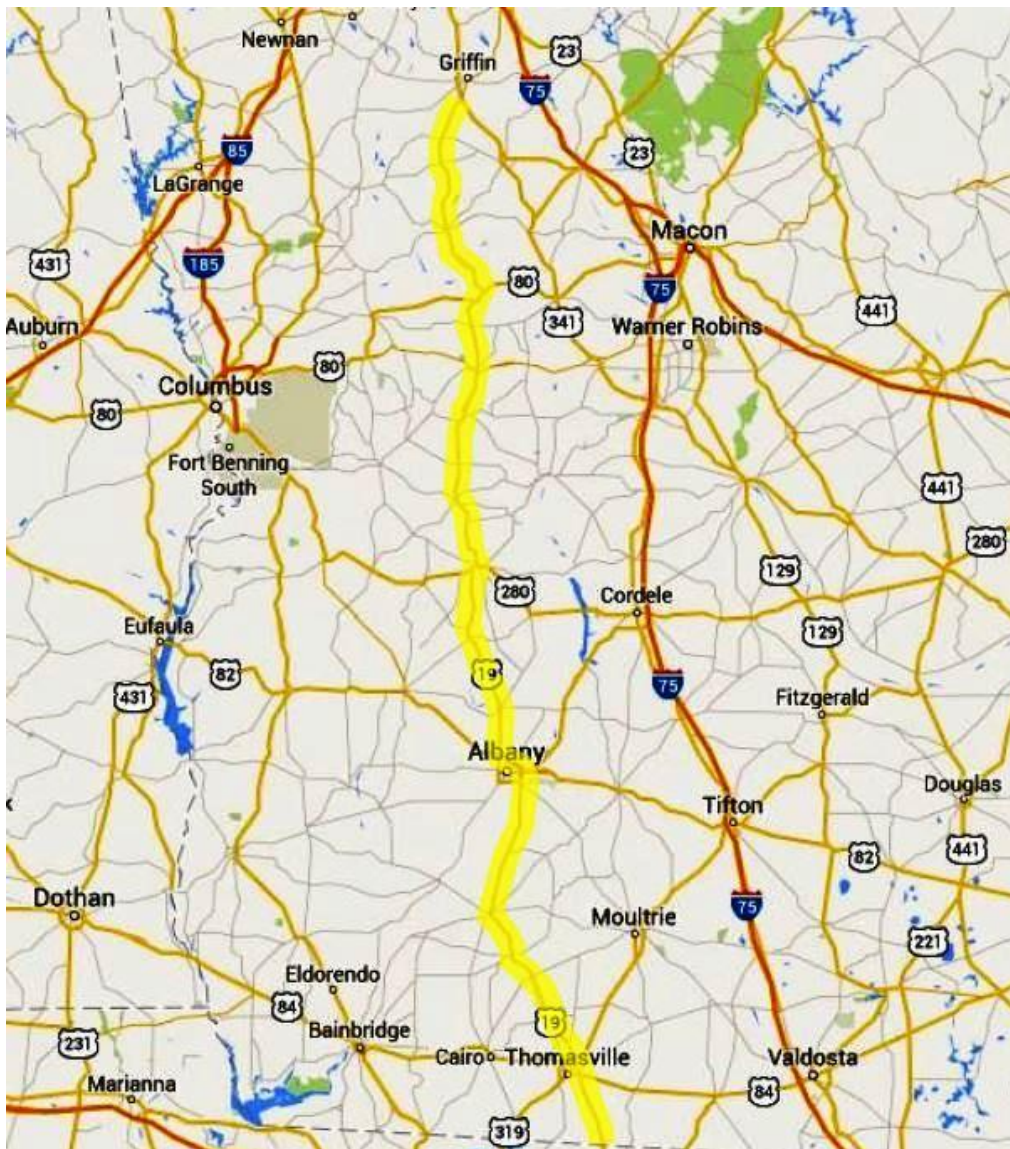 Newnan
Griffin
23
75
85
23
LaGrange
Macon
431
185
80
75
341
441
Auburn
Warner Robins
80
Columbus
80
Fort Benning
South
441
280
129
280
Cordele
Eufaula
129
82
19
75
431
Fitzgerald
Albany
Douglas
Tifton
441
82
Dothan
75
Moultrie
221
Eldorendo
84
19
Bainbridge
231
Cairo
Thomasville
Valdosta
Marianna
84
319